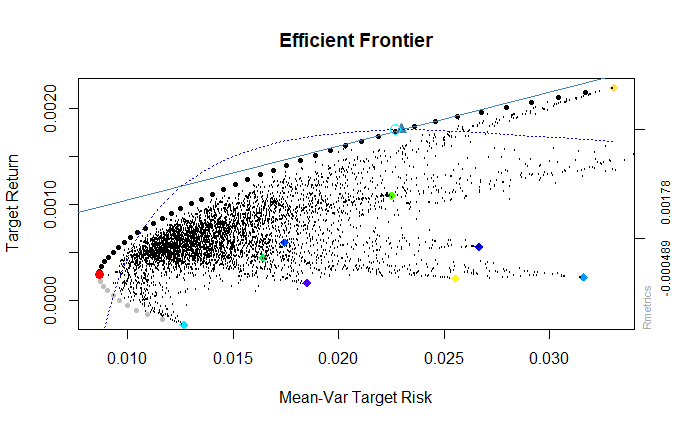 Efficient Frontier
Target Return
0.0020
0.0010
0.0000
0.010
0.015
0.020
0.025
0.030
Mean-Var Target Risk
0.00178
-0.000489
Rmetrics